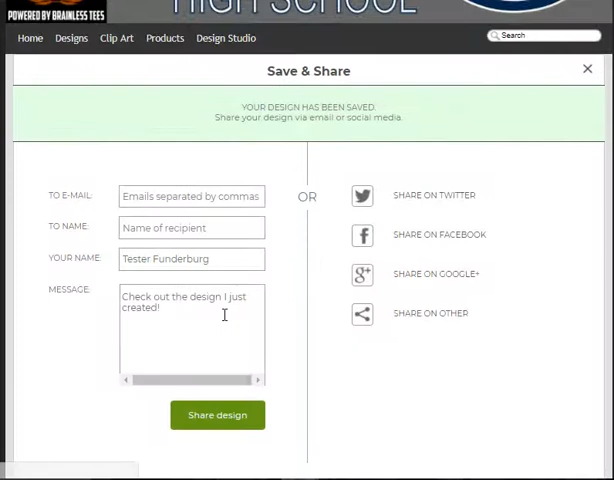 HIGH SCHOOL
POWERED BY BRAINLESS TEES
Home Designs Clip Art Products Design Studio Search
Save & Share
YOUR DESIGN HAS BEEN SAVED.
Share your design via email or social media.
TO E-MAIL: Emails separated by commas
TO NAME: Name of recipient
YOUR NAME: Tester Funderburg
MESSAGE: Check out the design I just
created!
Share design
OR
SHARE ON TWITTER
SHARE ON FACEBOOK
SHARE ON GOOGLE+
SHARE ON OTHER